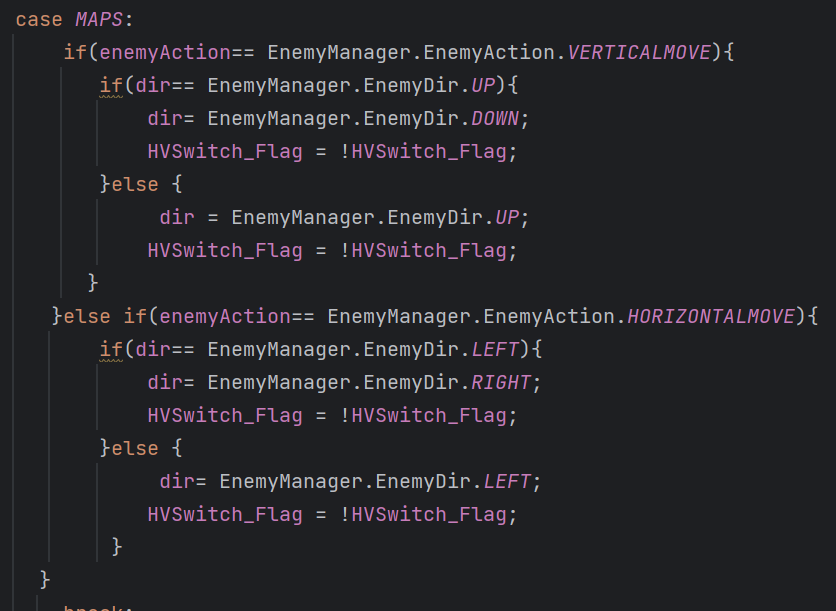 case MAPS:
if(enemyAction== EnemyManager.EnemyAction.VERTICALMOVE){
if(dir== EnemyManager.EnemyDir.UP){
dir= EnemyManager.EnemyDir.DOWN;
HVSwitch_Flag = !HVSwitch_Flag;
}else {
dir = EnemyManager.EnemyDir.UP;
HVSwitch_Flag = !HVSwitch_Flag;
}
}else if(enemyAction== EnemyManager.EnemyAction.HORIZONTALMOVE){
if(dir== EnemyManager.EnemyDir.LEFT){
dir= EnemyManager.EnemyDir.RIGHT;
HVSwitch_Flag = !HVSwitch_Flag;
}else {
dir= EnemyManager.EnemyDir.LEFT;
HVSwitch_Flag = !HVSwitch_Flag;
}
}
break;